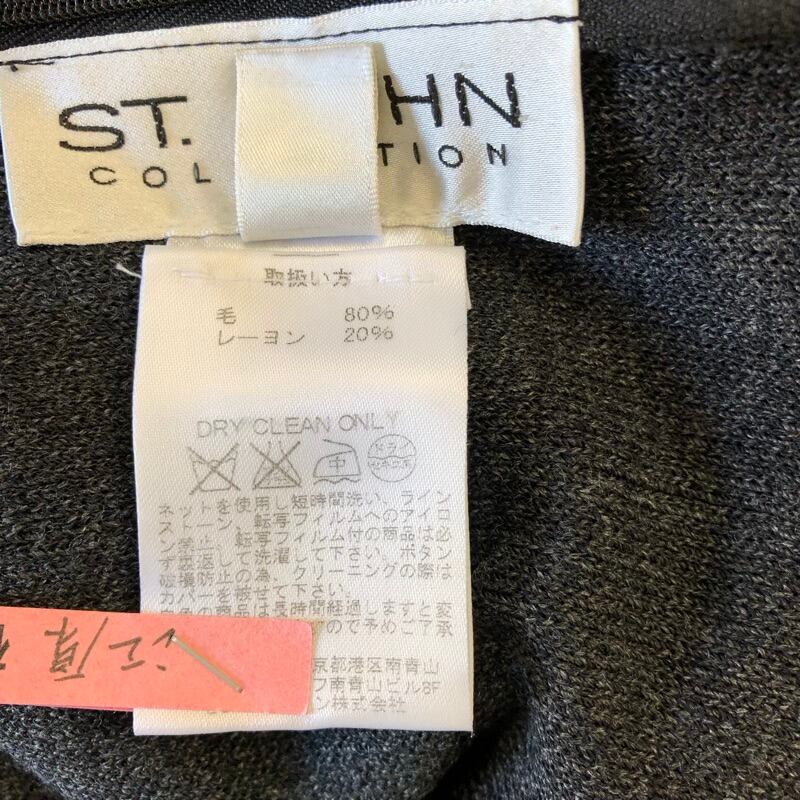 ST. HN
COL TION
取扱い方
毛 80%
レーヨン 20%
DRY CLEAN ONLY
中 ドライ セキユ系
ネットを使用し短時間洗い。ライン
ストーン、転写フィルムへのアイロ
ン禁止。転写フィルム付の商品は必
ず裏返して洗濯して下さい。ボタン
破損防止の為、クリーニングの際は
カバーを被せて下さい。
の商品は長時間経過しますと変
ので予めご了承
京都港区南青山
フ南青山ビル8F
ン株式会社